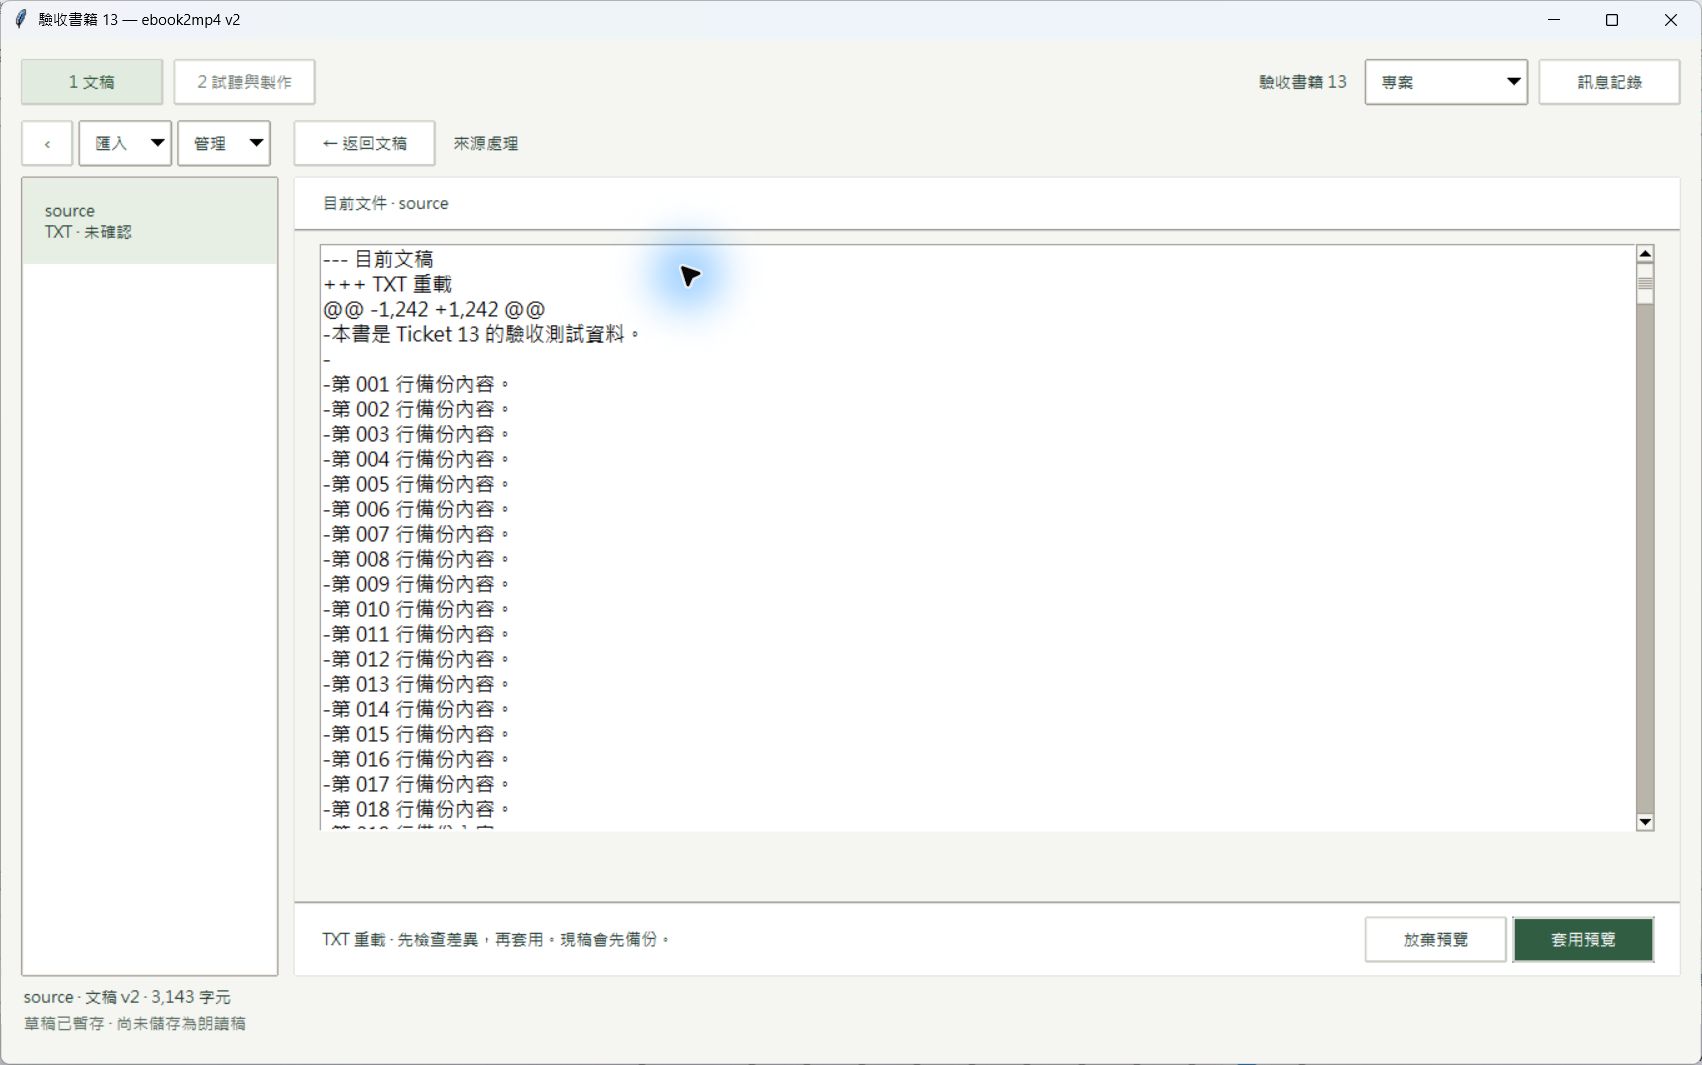 驗收書籍 13 — ebook2mp4 v2
1 文稿
2 試聽與製作
驗收書籍 13
專案
訊息記錄
‹
匯入
管理
← 返回文稿
來源處理
source
TXT · 未確認
目前文件 · source
--- 目前文稿
+++ TXT 重載
@@ -1,242 +1,242 @@
-本書是 Ticket 13 的驗收測試資料。
-
-第 001 行備份內容。
-第 002 行備份內容。
-第 003 行備份內容。
-第 004 行備份內容。
-第 005 行備份內容。
-第 006 行備份內容。
-第 007 行備份內容。
-第 008 行備份內容。
-第 009 行備份內容。
-第 010 行備份內容。
-第 011 行備份內容。
-第 012 行備份內容。
-第 013 行備份內容。
-第 014 行備份內容。
-第 015 行備份內容。
-第 016 行備份內容。
-第 017 行備份內容。
-第 018 行備份內容。
TXT 重載 · 先檢查差異，再套用。現稿會先備份。
放棄預覽
套用預覽
source · 文稿 v2 · 3,143 字元
草稿已暫存 · 尚未儲存為朗讀稿